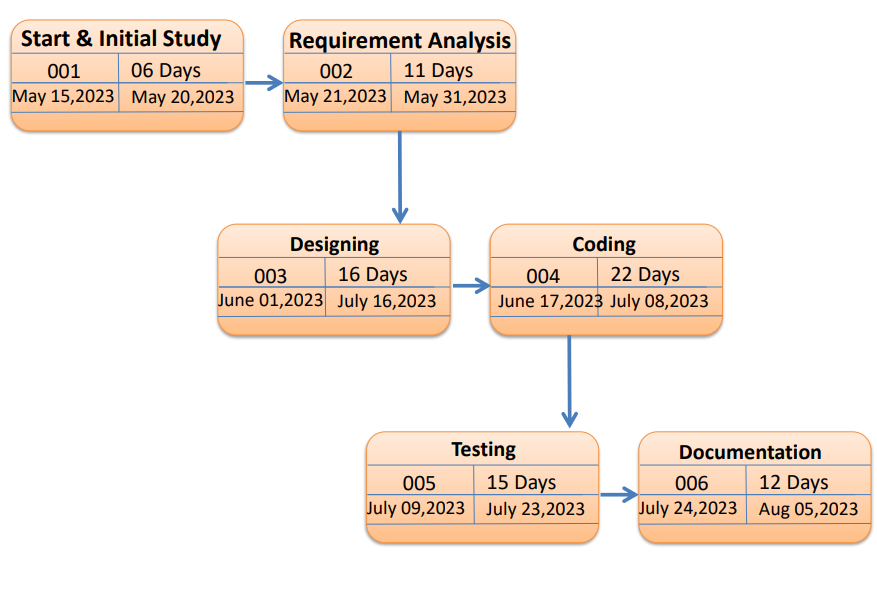 Start & Initial Study
001 06 Days
May 15,2023 May 20,2023
Requirement Analysis
002 11 Days
May 21,2023 May 31,2023
Designing
003 16 Days
June 01,2023 July 16,2023
Coding
004 22 Days
June 17,2023 July 08,2023
Testing
005 15 Days
July 09,2023 July 23,2023
Documentation
006 12 Days
July 24,2023 Aug 05,2023